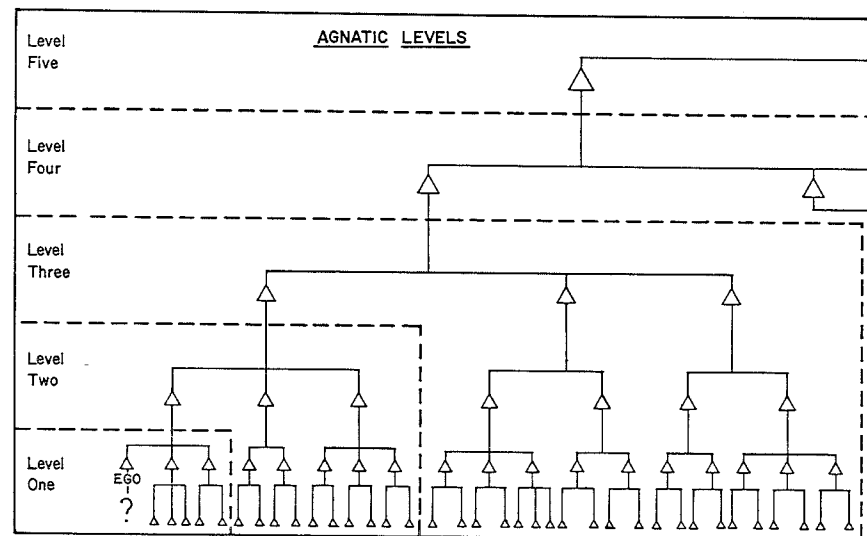 AGNATIC LEVELS
Level
Five
Level
Four
Level
Three
Level
Two
Level
One
EGO
?